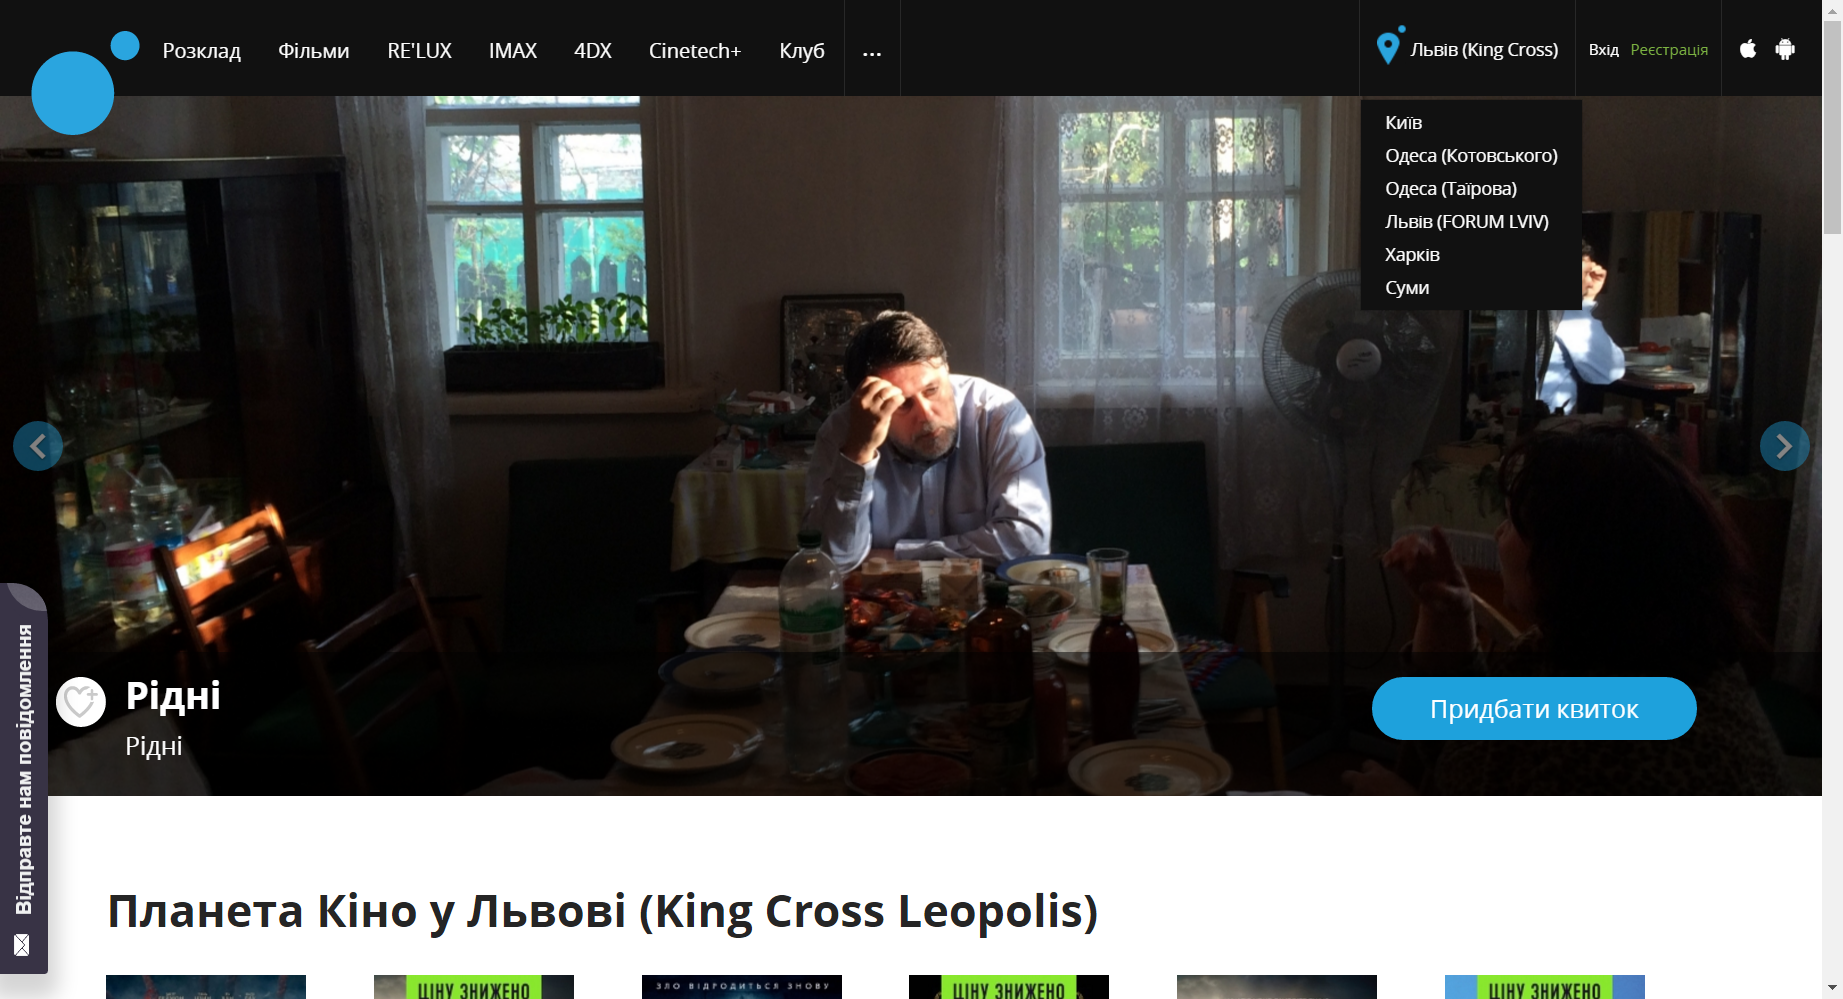 Розклад
Фільми
RE'LUX
IMAX
4DX
Cinetech+
Клуб
...
Львів (King Cross)
Вхід
Реєстрація
Київ
Одеса (Котовського)
Одеса (Таїрова)
Львів (FORUM LVIV)
Харків
Суми
Рідні
Рідні
Придбати квиток
Відправте нам повідомлення
Планета Кіно у Львові (King Cross Leopolis)
ЦІНУ ЗНИЖЕНО
ЗЛО ВІДРОДИТЬСЯ ЗНОВУ
ЦІНУ ЗНИЖЕНО
ЦІНУ ЗНИЖЕНО